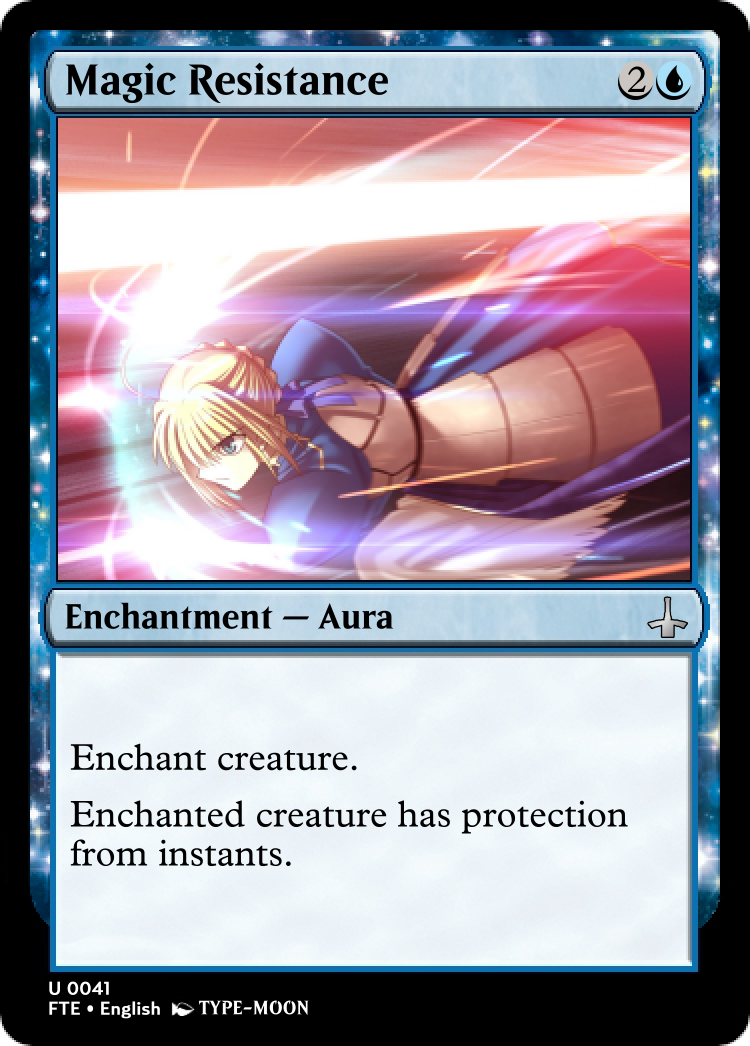 Magic Resistance 2
Enchantment — Aura
Enchant creature.
Enchanted creature has protection
from instants.
U 0041
FTE • English TYPE-MOON